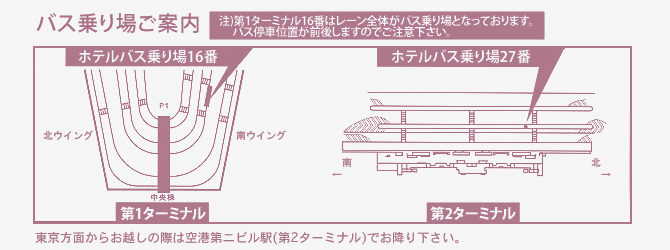 バス乗り場ご案内
注)第1ターミナル16番はレーン全体がバス乗り場となっております。
バス停車位置が前後しますのでご注意下さい。
ホテルバス乗り場16番
P1
北ウイング
南ウイング
中央棟
第1ターミナル
ホテルバス乗り場27番
南
北
←
→
第2ターミナル
東京方面からお越しの際は空港第ニビル駅(第2ターミナル)でお降り下さい。